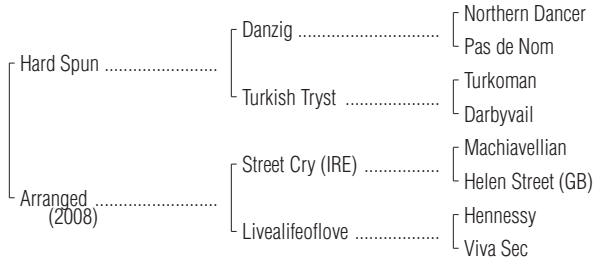 Northern Dancer
Danzig ..............................
Pas de Nom
Hard Spun ........................
Turkoman
Turkish Tryst ....................
Darbyvail
Machiavellian
Street Cry (IRE) ................
Helen Street (GB)
Arranged ..........................
(2008)
Hennessy
Livealifeoflove ..................
Viva Sec